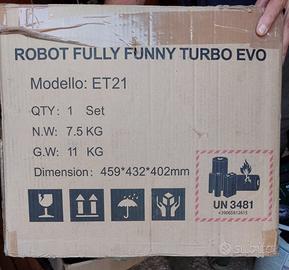 ROBOT FULLY FUNNY TURBO EVO
Modello: ET21
QTY: 1 Set
N.W: 7.5 KG
G.W: 11 KG
Dimension: 459*432*402mm
UN 3481